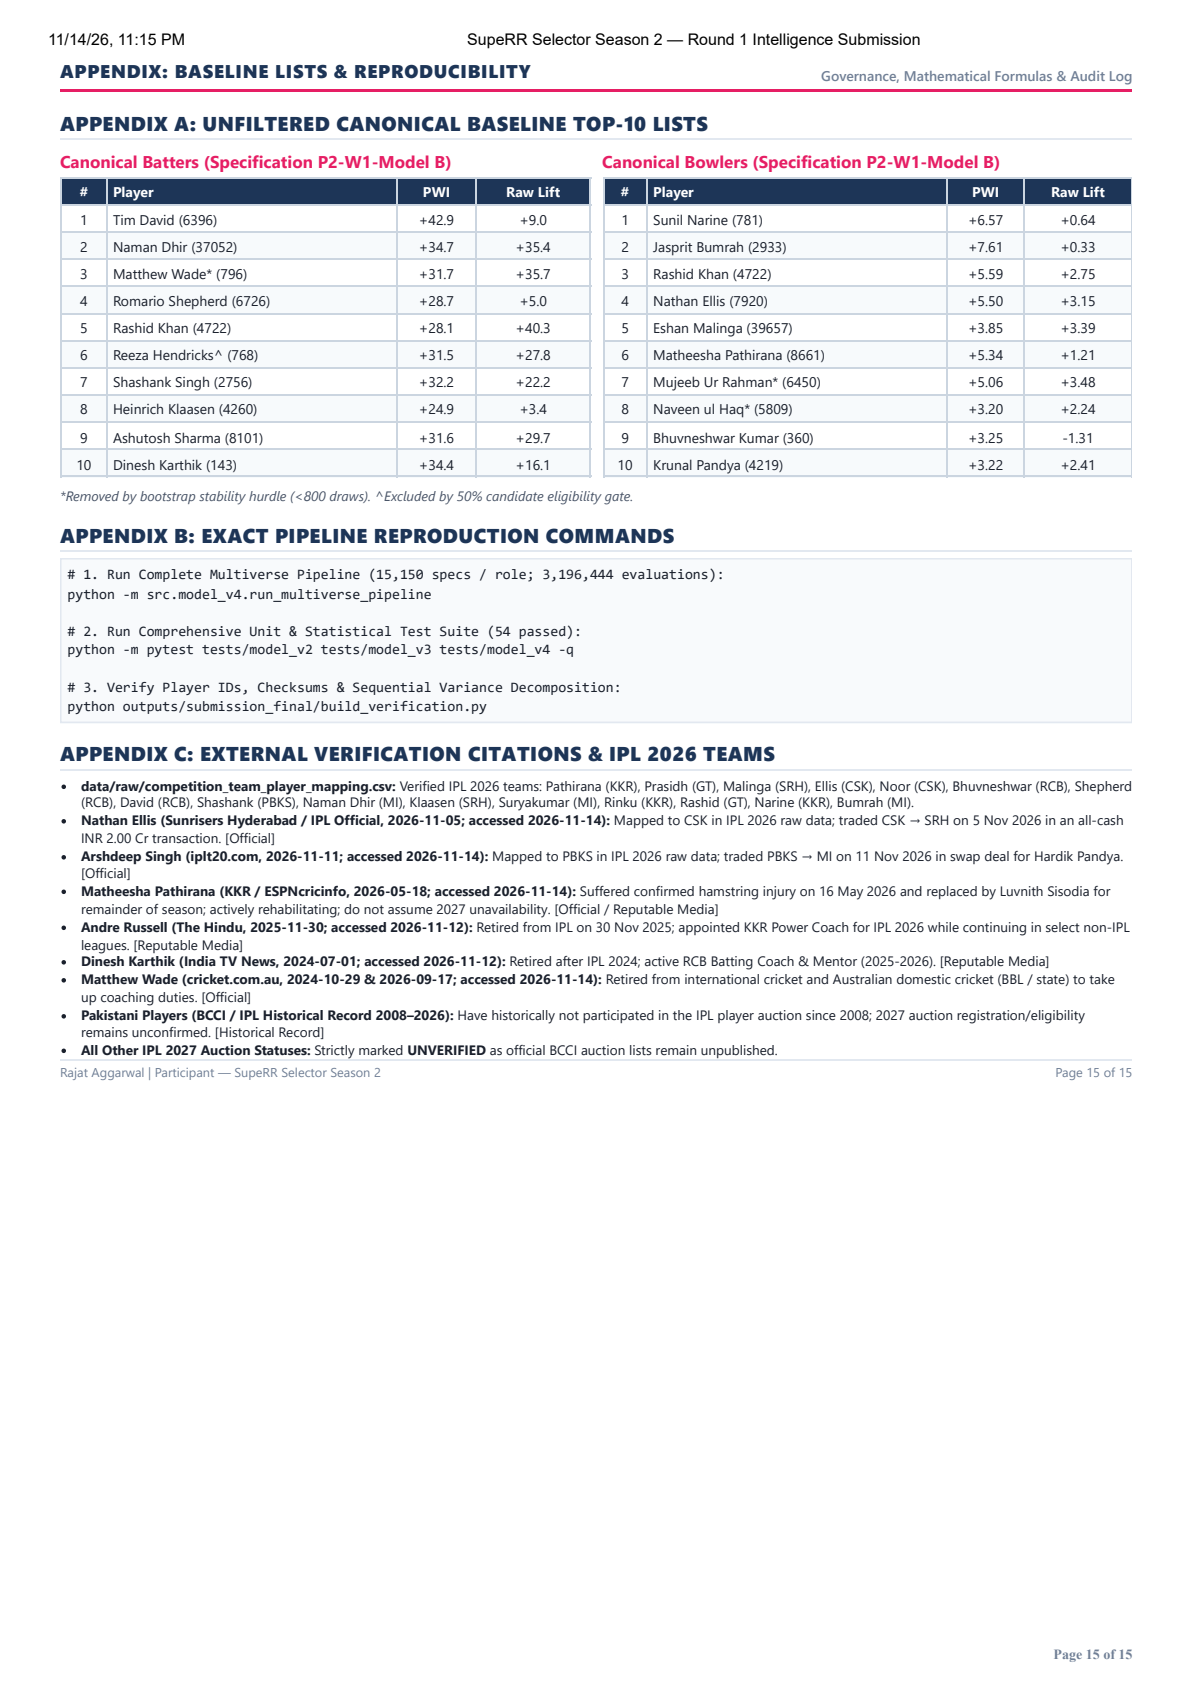 11/14/26, 11:15 PM SupeRR Selector Season 2 — Round 1 Intelligence Submission
APPENDIX: BASELINE LISTS & REPRODUCIBILITY Governance, Mathematical Formulas & Audit Log
APPENDIX A: UNFILTERED CANONICAL BASELINE TOP-10 LISTS
Canonical Batters (Specification P2-W1-Model B)
# Player PWI Raw Lift
1 Tim David (6396) +42.9 +9.0
2 Naman Dhir (37052) +34.7 +35.4
3 Matthew Wade* (796) +31.7 +35.7
4 Romario Shepherd (6726) +28.7 +5.0
5 Rashid Khan (4722) +28.1 +40.3
6 Reeza Hendricks^ (768) +31.5 +27.8
7 Shashank Singh (2756) +32.2 +22.2
8 Heinrich Klaasen (4260) +24.9 +3.4
9 Ashutosh Sharma (8101) +31.6 +29.7
10 Dinesh Karthik (143) +34.4 +16.1
Canonical Bowlers (Specification P2-W1-Model B)
# Player PWI Raw Lift
1 Sunil Narine (781) +6.57 +0.64
2 Jasprit Bumrah (2933) +7.61 +0.33
3 Rashid Khan (4722) +5.59 +2.75
4 Nathan Ellis (7920) +5.50 +3.15
5 Eshan Malinga (39657) +3.85 +3.39
6 Matheesha Pathirana (8661) +5.34 +1.21
7 Mujeeb Ur Rahman* (6450) +5.06 +3.48
8 Naveen ul Haq* (5809) +3.20 +2.24
9 Bhuvneshwar Kumar (360) +3.25 -1.31
10 Krunal Pandya (4219) +3.22 +2.41
*Removed by bootstrap stability hurdle (<800 draws). ^Excluded by 50% candidate eligibility gate.
APPENDIX B: EXACT PIPELINE REPRODUCTION COMMANDS
# 1. Run Complete Multiverse Pipeline (15,150 specs / role; 3,196,444 evaluations):
python -m src.model_v4.run_multiverse_pipeline
# 2. Run Comprehensive Unit & Statistical Test Suite (54 passed):
python -m pytest tests/model_v2 tests/model_v3 tests/model_v4 -q
# 3. Verify Player IDs, Checksums & Sequential Variance Decomposition:
python outputs/submission_final/build_verification.py
APPENDIX C: EXTERNAL VERIFICATION CITATIONS & IPL 2026 TEAMS
• data/raw/competition_team_player_mapping.csv: Verified IPL 2026 teams: Pathirana (KKR), Prasidh (GT), Malinga (SRH), Ellis (CSK), Noor (CSK), Bhuvneshwar (RCB), Shepherd
(RCB), David (RCB), Shashank (PBKS), Naman Dhir (MI), Klaasen (SRH), Suryakumar (MI), Rinku (KKR), Rashid (GT), Narine (KKR), Bumrah (MI).
• Nathan Ellis (Sunrisers Hyderabad / IPL Official, 2026-11-05; accessed 2026-11-14): Mapped to CSK in IPL 2026 raw data; traded CSK → SRH on 5 Nov 2026 in an all-cash
INR 2.00 Cr transaction. [Official]
• Arshdeep Singh (iplt20.com, 2026-11-11; accessed 2026-11-14): Mapped to PBKS in IPL 2026 raw data; traded PBKS → MI on 11 Nov 2026 in swap deal for Hardik Pandya.
[Official]
• Matheesha Pathirana (KKR / ESPNcricinfo, 2026-05-18; accessed 2026-11-14): Suffered confirmed hamstring injury on 16 May 2026 and replaced by Luvnith Sisodia for
remainder of season; actively rehabilitating; do not assume 2027 unavailability. [Official / Reputable Media]
• Andre Russell (The Hindu, 2025-11-30; accessed 2026-11-12): Retired from IPL on 30 Nov 2025; appointed KKR Power Coach for IPL 2026 while continuing in select non-IPL
leagues. [Reputable Media]
• Dinesh Karthik (India TV News, 2024-07-01; accessed 2026-11-12): Retired after IPL 2024; active RCB Batting Coach & Mentor (2025-2026). [Reputable Media]
• Matthew Wade (cricket.com.au, 2024-10-29 & 2026-09-17; accessed 2026-11-14): Retired from international cricket and Australian domestic cricket (BBL / state) to take
up coaching duties. [Official]
• Pakistani Players (BCCI / IPL Historical Record 2008–2026): Have historically not participated in the IPL player auction since 2008; 2027 auction registration/eligibility
remains unconfirmed. [Historical Record]
• All Other IPL 2027 Auction Statuses: Strictly marked UNVERIFIED as official BCCI auction lists remain unpublished.
Rajat Aggarwal | Participant — SupeRR Selector Season 2 Page 15 of 15
Page 15 of 15